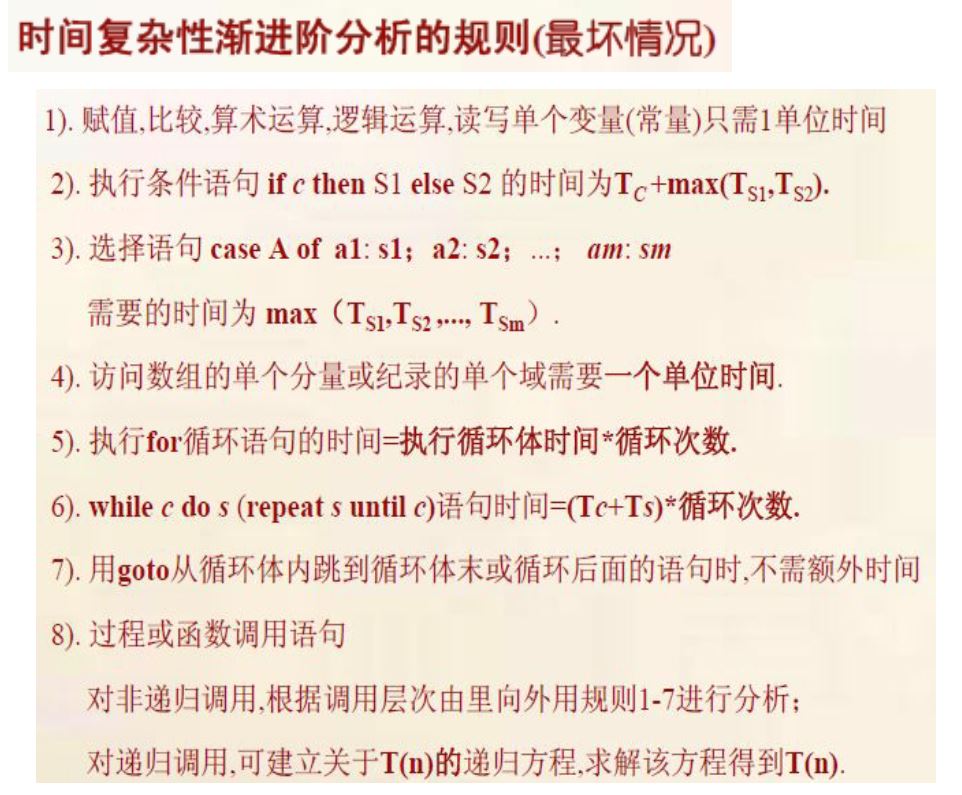 时间复杂性渐进阶分析的规则(最坏情况)
1). 赋值,比较,算术运算,逻辑运算,读写单个变量(常量)只需1单位时间
2). 执行条件语句 if c then S1 else S2 的时间为TC+max(TS1,TS2).
3). 选择语句 case A of a1: s1；a2: s2；...； am: sm
需要的时间为 max（TS1,TS2 ,..., TSm）.
4). 访问数组的单个分量或纪录的单个域需要一个单位时间.
5). 执行for循环语句的时间=执行循环体时间*循环次数.
6). while c do s (repeat s until c)语句时间=(Tc+Ts)*循环次数.
7). 用goto从循环体内跳到循环体末或循环后面的语句时,不需额外时间
8). 过程或函数调用语句
对非递归调用,根据调用层次由里向外用规则1-7进行分析；
对递归调用,可建立关于T(n)的递归方程,求解该方程得到T(n).